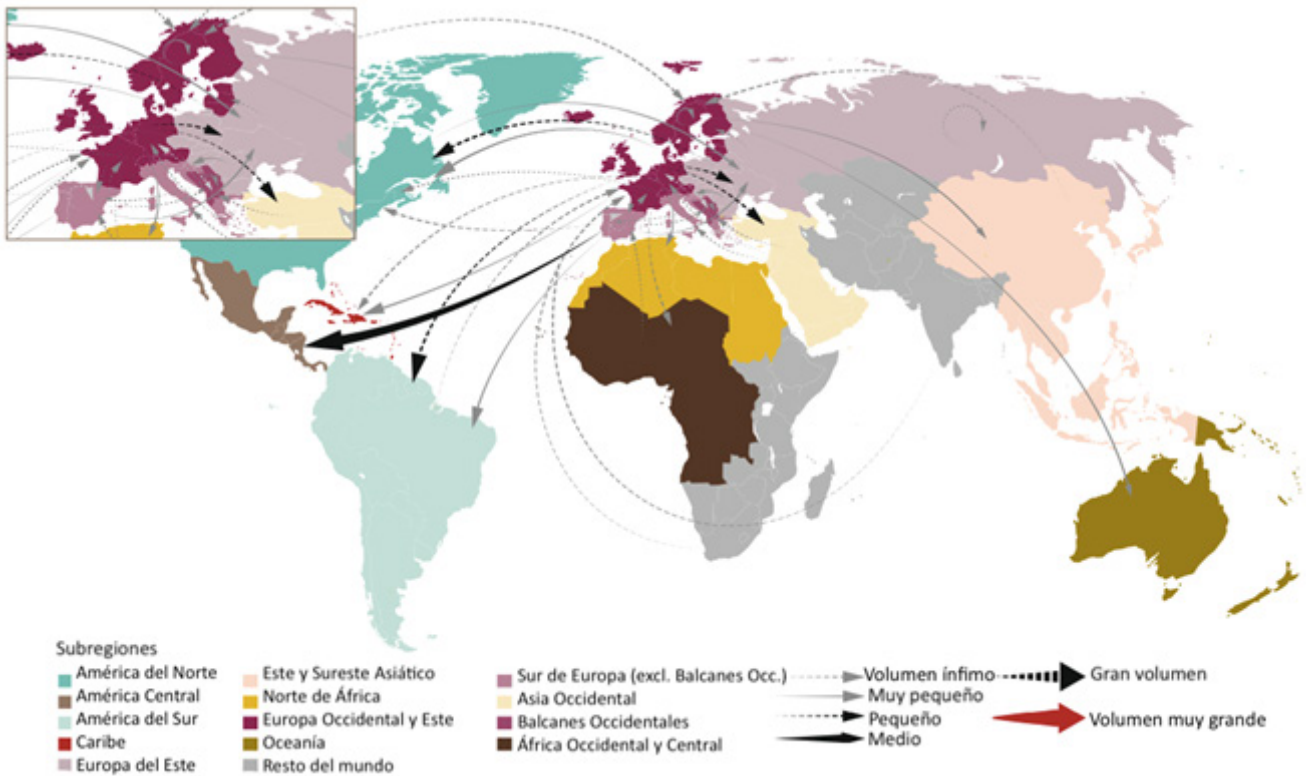 Subregiones
América del Norte
América Central
América del Sur
Caribe
Europa del Este
Este y Sureste Asiático
Norte de África
Europa Occidental y Este
Oceanía
Resto del mundo
Sur de Europa (excl. Balcanes Occ.)
Asia Occidental
Balcanes Occidentales
África Occidental y Central
Volumen ínfimo
Muy pequeño
Pequeño
Medio
Gran volumen
Volumen muy grande